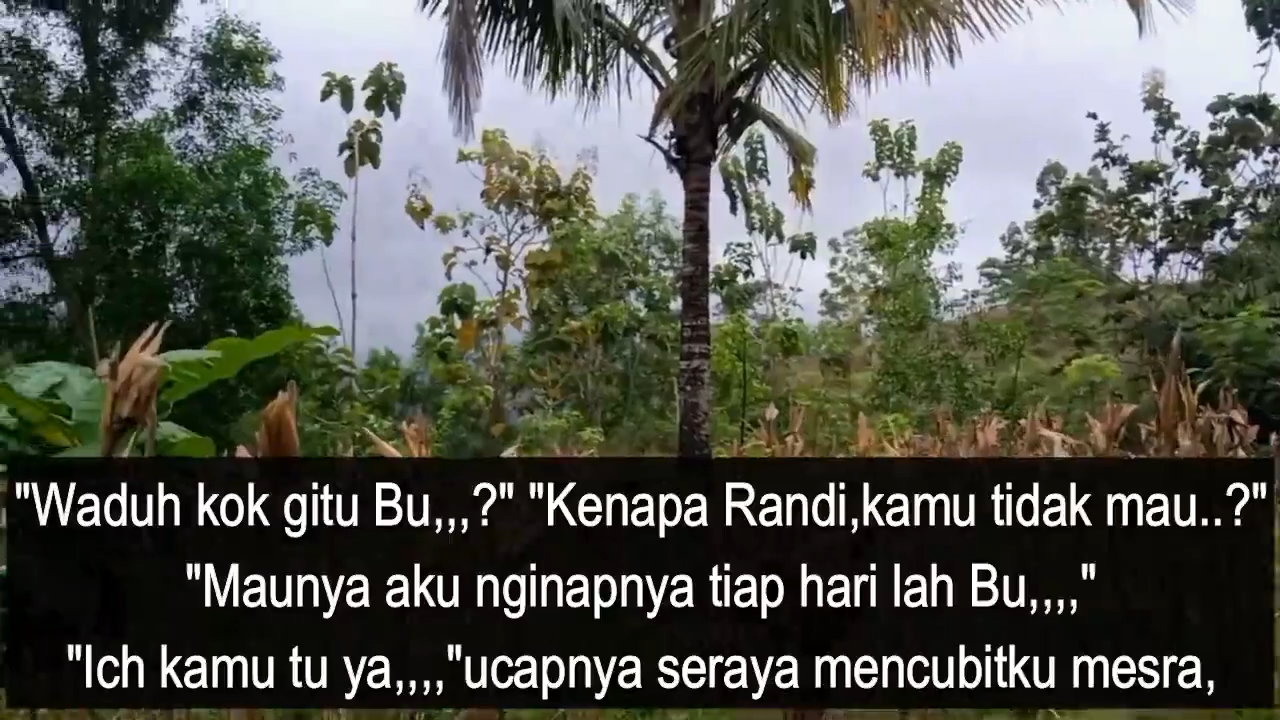 "Waduh kok gitu Bu,,,?" "Kenapa Randi,kamu tidak mau..?"
"Maunya aku nginapnya tiap hari lah Bu,,,,"
"Ich kamu tu ya,,,,"ucapnya seraya mencubitku mesra,